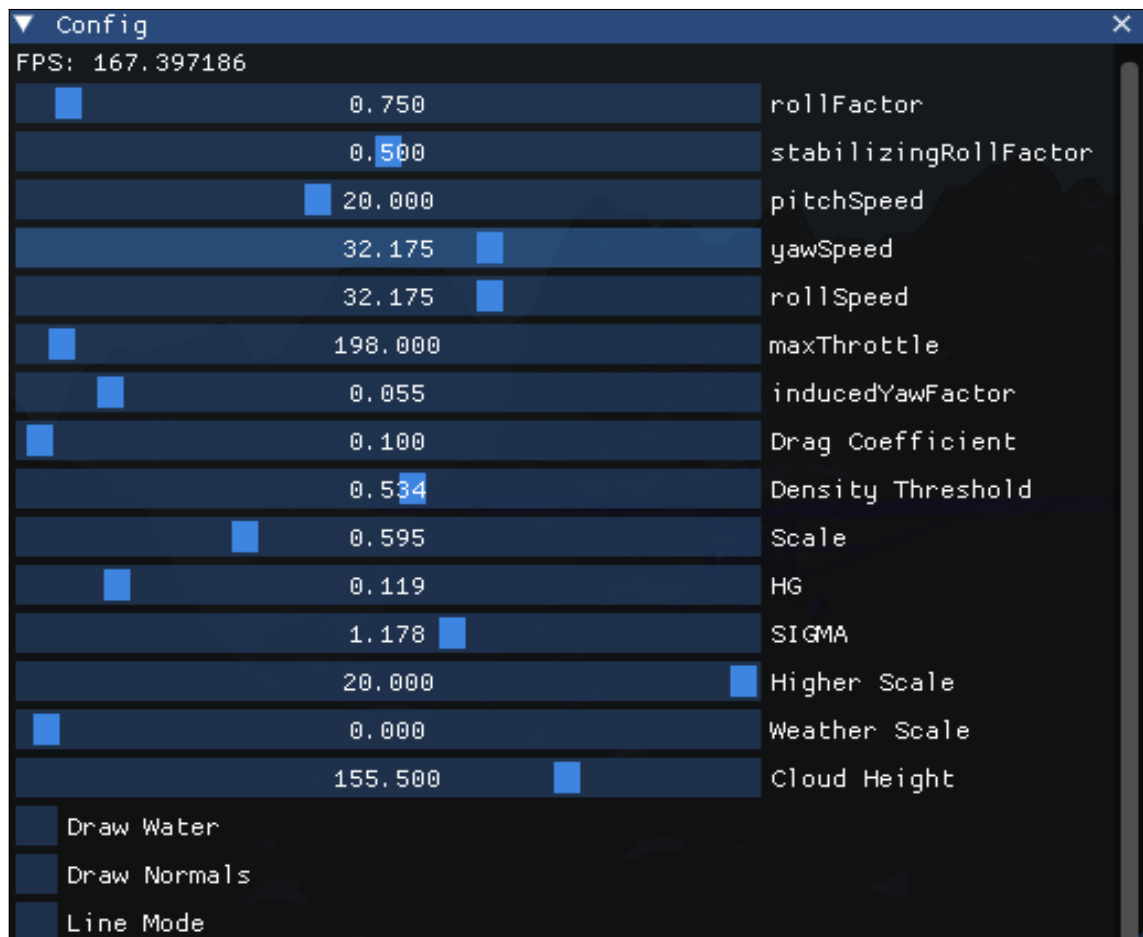 Config
FPS: 167.397186
0.750 rollFactor
0.500 stabilizingRollFactor
20.000 pitchSpeed
32.175 yawSpeed
32.175 rollSpeed
198.000 maxThrottle
0.055 inducedYawFactor
0.100 Drag Coefficient
0.534 Density Threshold
0.595 Scale
0.119 HG
1.178 SIGMA
20.000 Higher Scale
0.000 Weather Scale
155.500 Cloud Height
Draw Water
Draw Normals
Line Mode